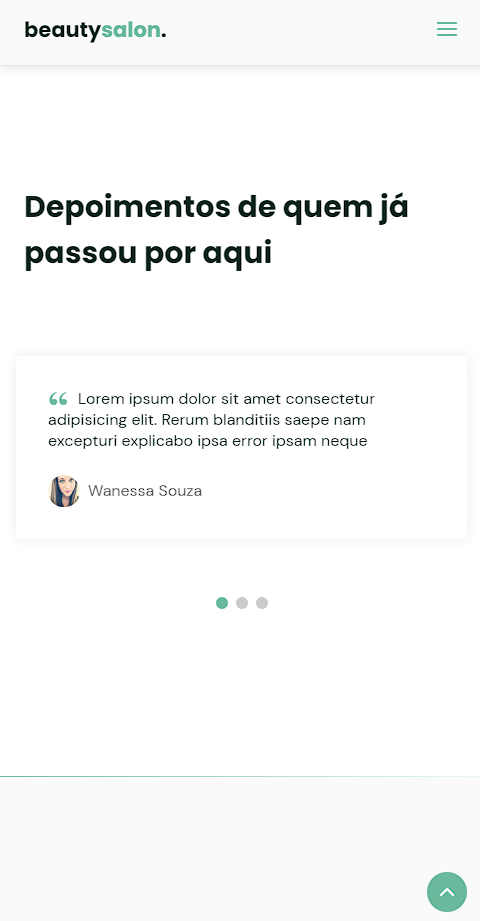 beautysalon.
Depoimentos de quem já
passou por aqui
“ Lorem ipsum dolor sit amet consectetur
adipisicing elit. Rerum blanditiis saepe nam
excepturi explicabo ipsa error ipsam neque
Wanessa Souza